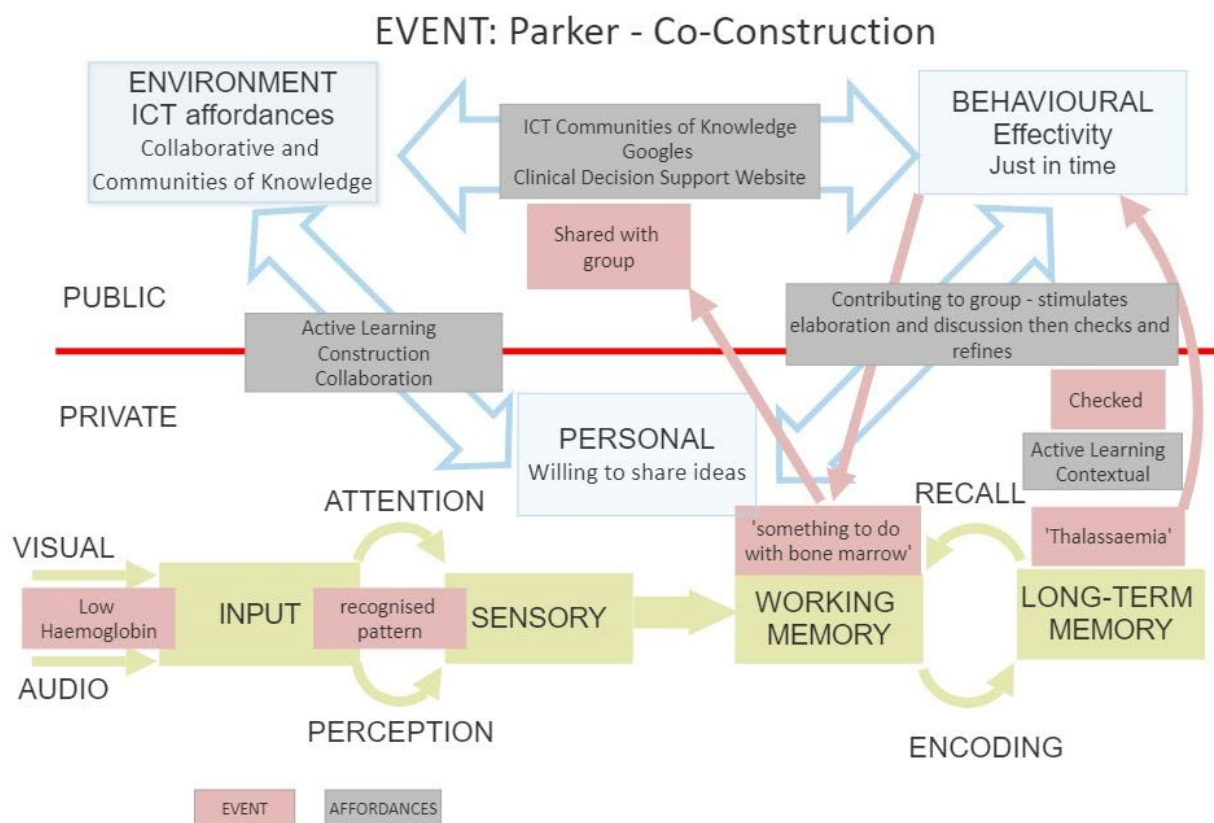 EVENT: Parker - Co-Construction
ENVIRONMENT
ICT affordances
Collaborative and
Communities of Knowledge
ICT Communities of Knowledge
Googles
Clinical Decision Support Website
BEHAVIOURAL
Effectivity
Just in time
Shared with
group
PUBLIC
Contributing to group - stimulates
elaboration and discussion then checks and
refines
Active Learning
Construction
Collaboration
PRIVATE
PERSONAL
Willing to share ideas
Checked
Active Learning
Contextual
ATTENTION
RECALL
VISUAL
'something to do
with bone marrow'
'Thalassaemia'
Low
Haemoglobin
INPUT
recognised
pattern
SENSORY
WORKING
MEMORY
LONG-TERM
MEMORY
AUDIO
PERCEPTION
ENCODING
EVENT
AFFORDANCES